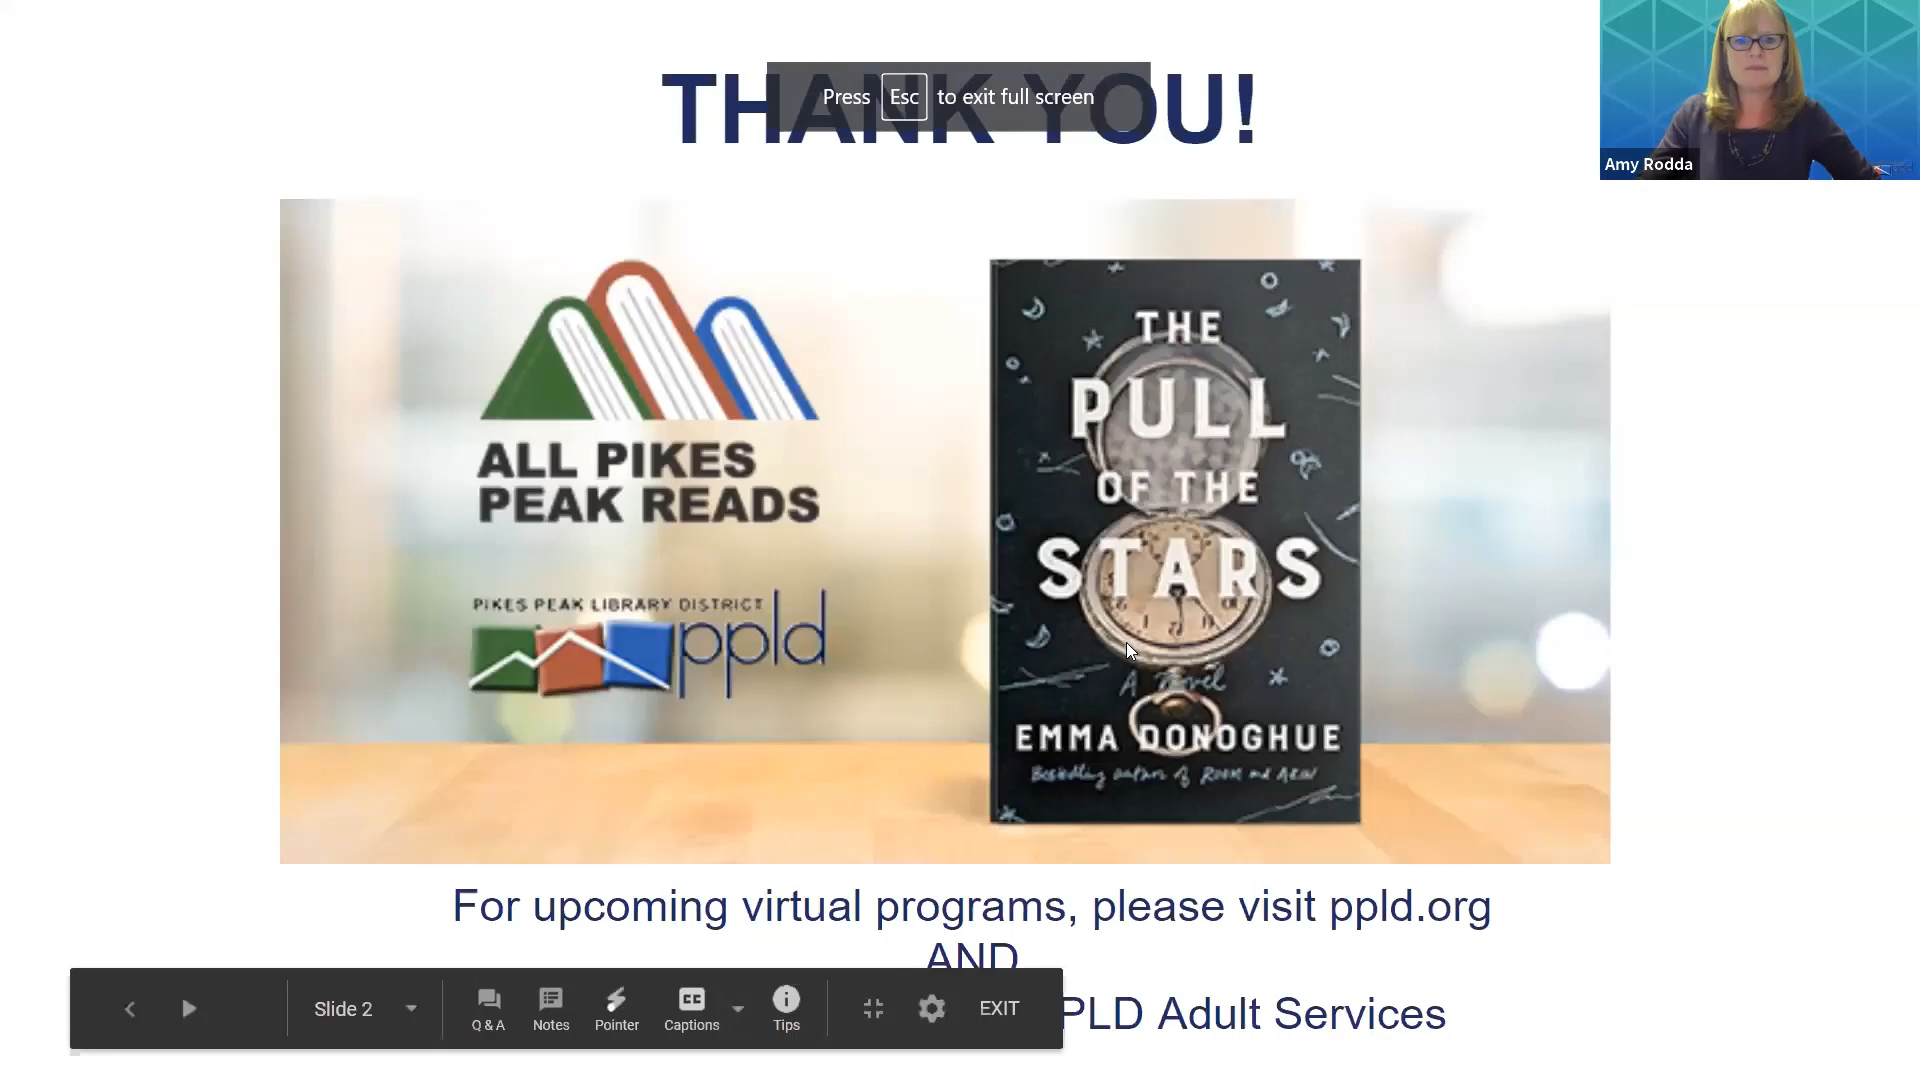 THANK YOU!
Press Esc to exit full screen
Amy Rodda
ALL PIKES
PEAK READS
PIKES PEAK LIBRARY DISTRICT
ppld
THE
PULL
OF THE
STARS
A Novel
EMMA DONOGHUE
Bestselling author of ROOM and AKIN
For upcoming virtual programs, please visit ppld.org
AND
PLD Adult Services
Slide 2
Q & A
Notes
Pointer
CC
Captions
Tips
EXIT